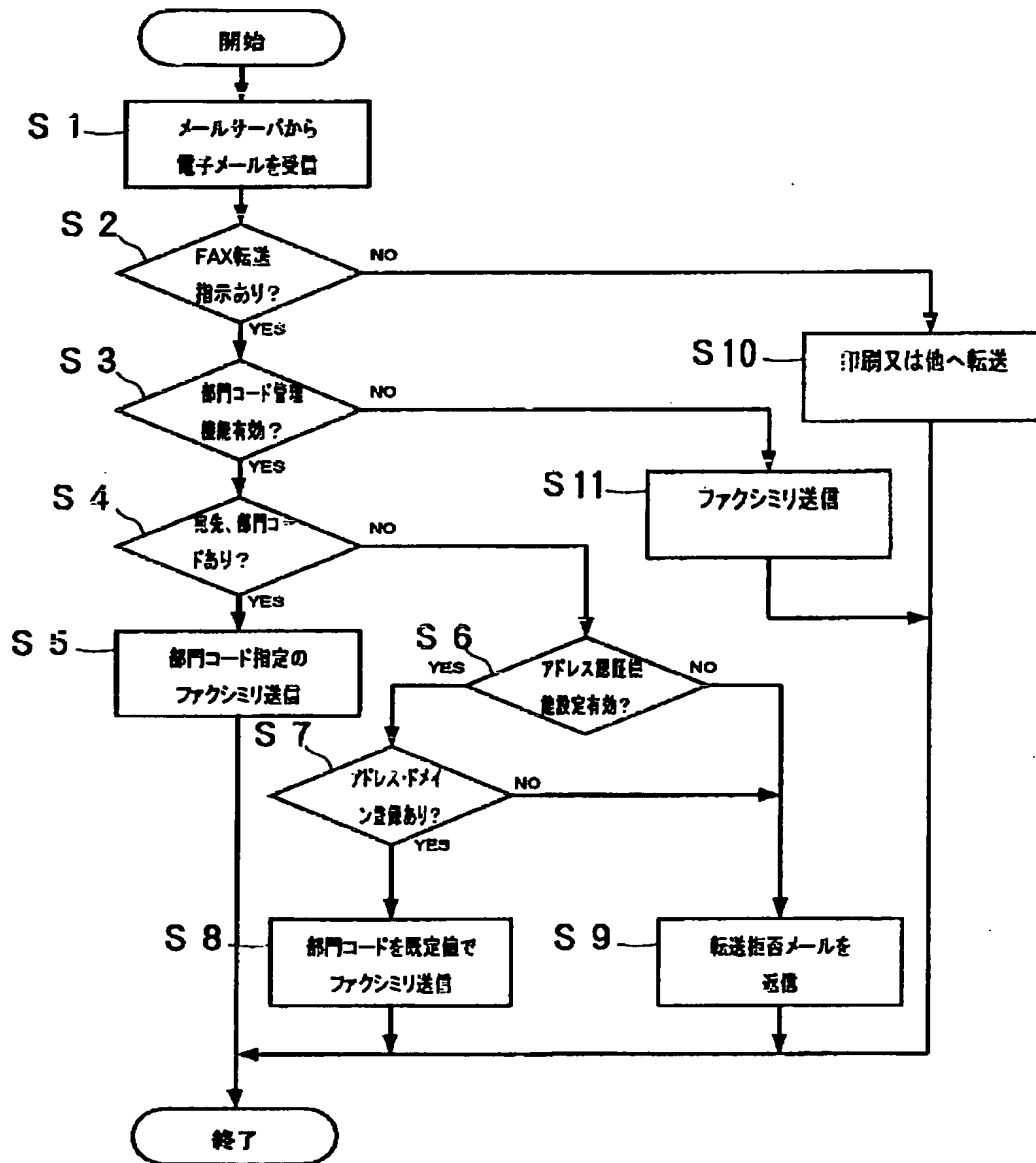 開始
S 1
メールサーバから
電子メールを受信
S 2
FAX転送
指示あり?
NO
YES
S 3
部門コード管理
機能有効?
NO
YES
S10
印刷又は他へ転送
S11
ファクシミリ送信
S 4
宛先、部門コー
ドあり?
NO
YES
S 5
部門コード指定の
ファクシミリ送信
S 6
アドレス認証機
能設定有効?
YES
NO
S 7
アドレス・ドメイ
ン登録あり?
NO
YES
S 8
部門コードを既定値で
ファクシミリ送信
S 9
転送拒否メールを
返信
終了